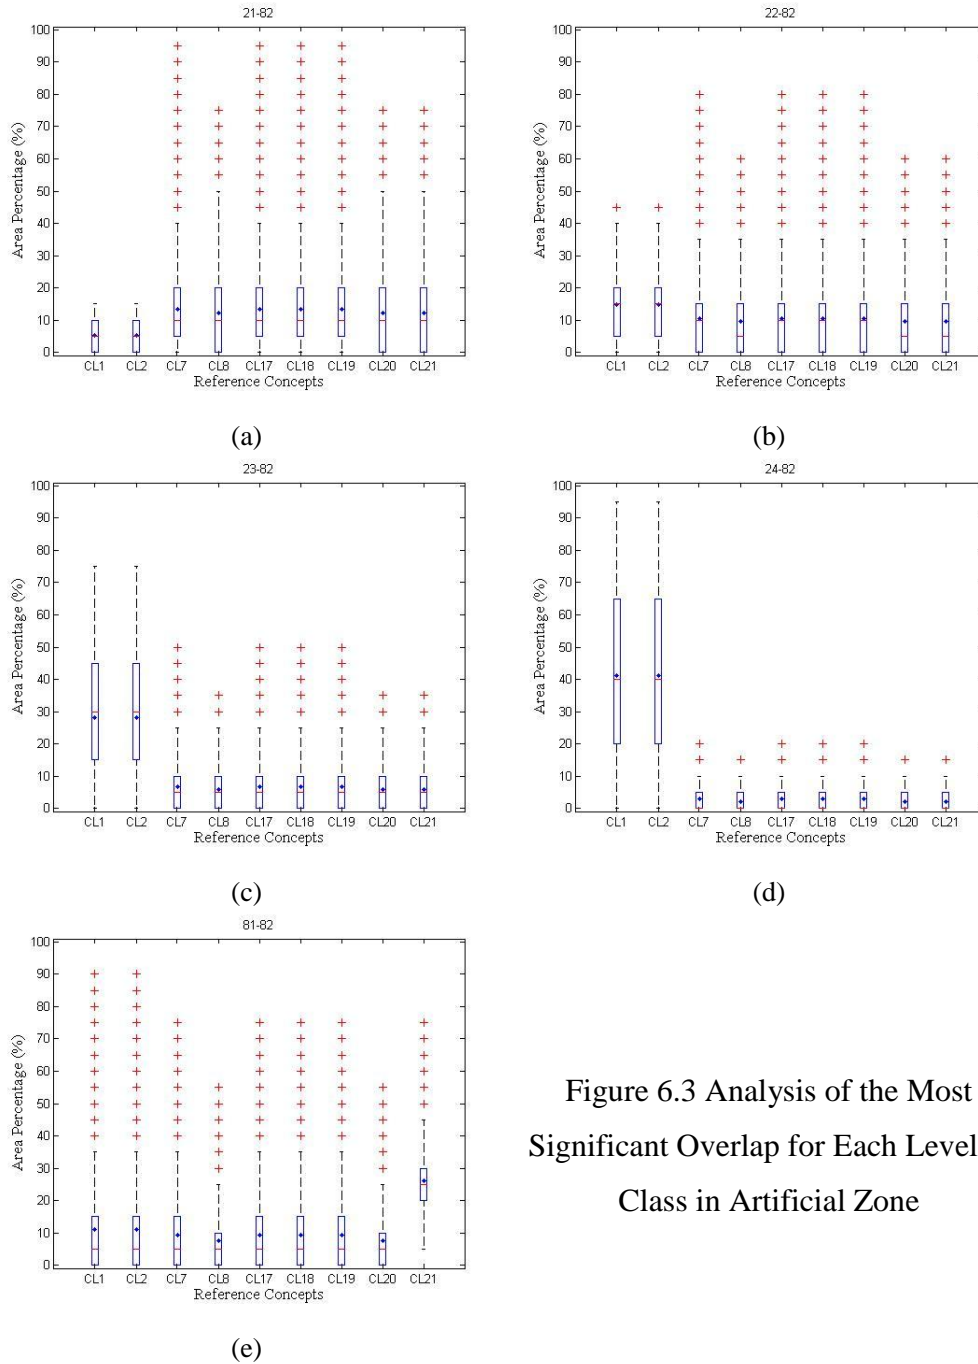 21-82
100
90
80
70
60
50
40
30
20
10
0
Area Percentage (%)
CL1 CL2 CL7 CL8 CL17 CL18 CL19 CL20 CL21
Reference Concepts
(a)
22-82
100
90
80
70
60
50
40
30
20
10
0
Area Percentage (%)
CL1 CL2 CL7 CL8 CL17 CL18 CL19 CL20 CL21
Reference Concepts
(b)
23-82
100
90
80
70
60
50
40
30
20
10
0
Area Percentage (%)
CL1 CL2 CL7 CL8 CL17 CL18 CL19 CL20 CL21
Reference Concepts
(c)
24-82
100
90
80
70
60
50
40
30
20
10
0
Area Percentage (%)
CL1 CL2 CL7 CL8 CL17 CL18 CL19 CL20 CL21
Reference Concepts
(d)
81-82
100
90
80
70
60
50
40
30
20
10
0
Area Percentage (%)
CL1 CL2 CL7 CL8 CL17 CL18 CL19 CL20 CL21
Reference Concepts
(e)
Figure 6.3 Analysis of the Most
Significant Overlap for Each Level
Class in Artificial Zone